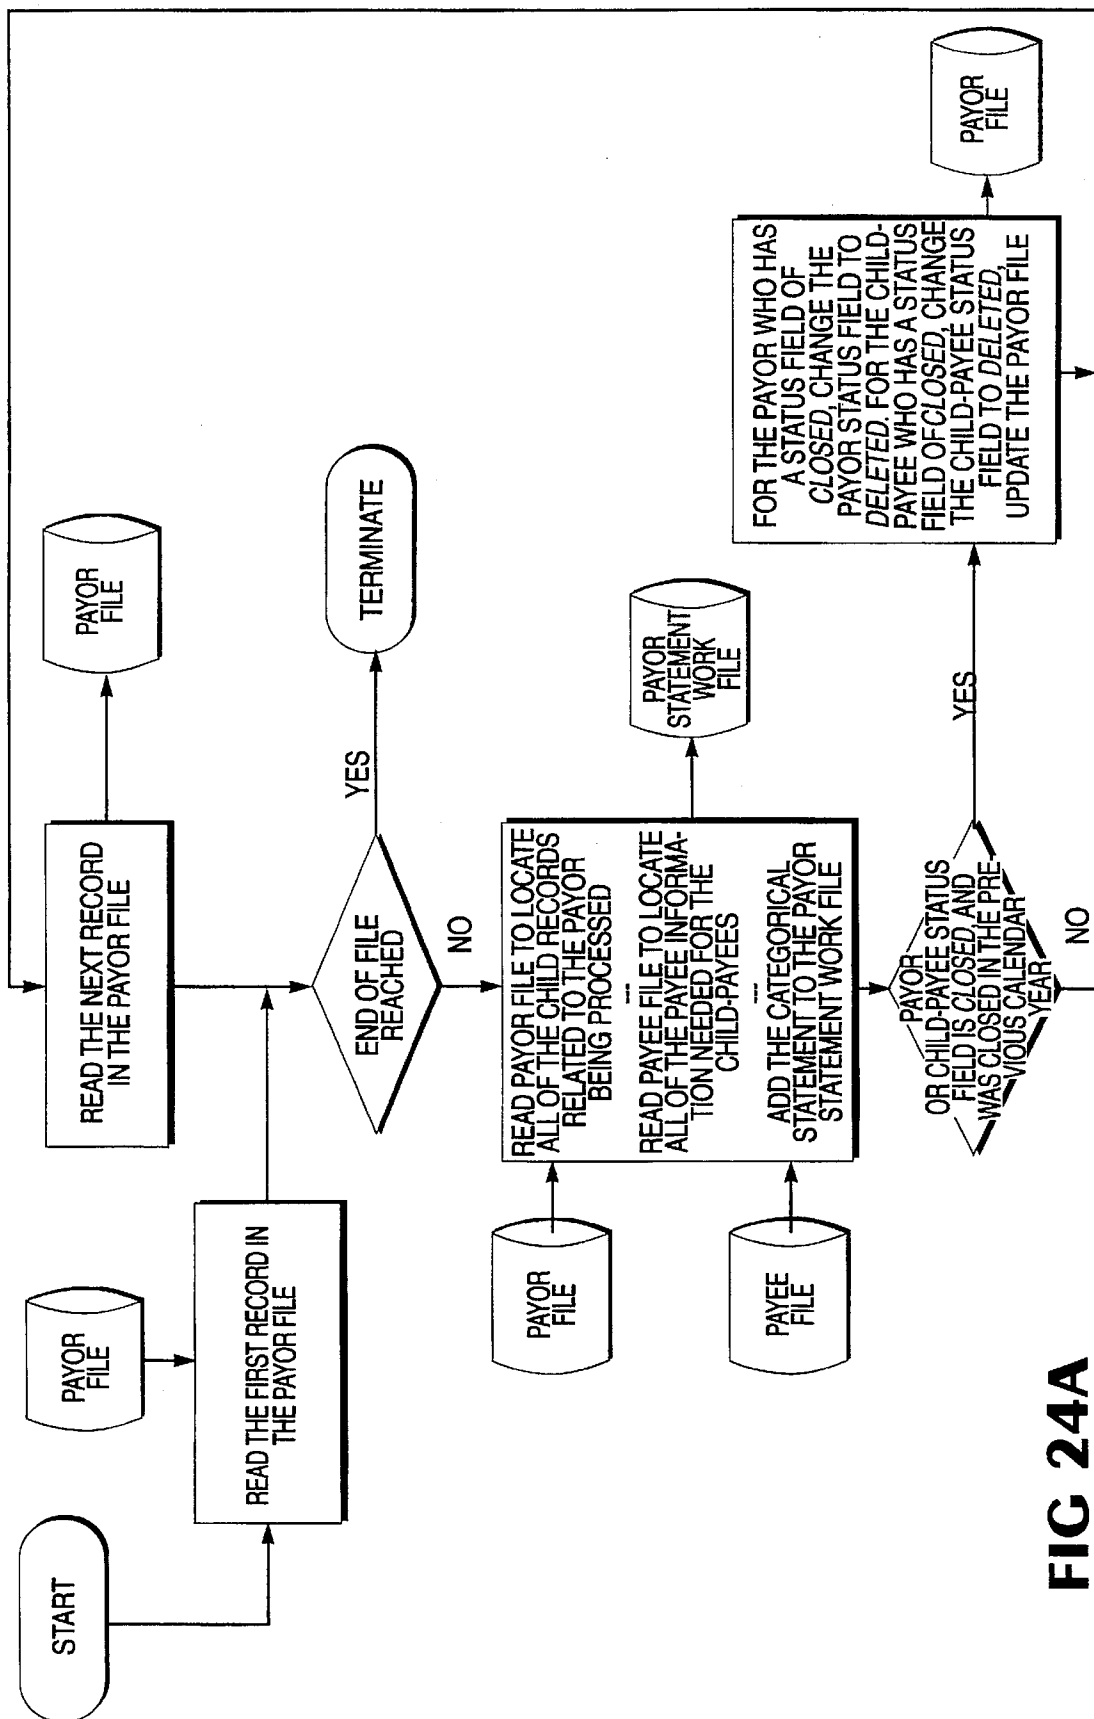 START
PAYOR
FILE
READ THE FIRST RECORD IN
THE PAYOR FILE
READ THE NEXT RECORD
IN THE PAYOR FILE
PAYOR
FILE
END OF FILE
REACHED
YES
TERMINATE
NO
PAYOR
FILE
PAYEE
FILE
READ PAYOR FILE TO LOCATE
ALL OF THE CHILD RECORDS
RELATED TO THE PAYOR
BEING PROCESSED
---
READ PAYEE FILE TO LOCATE
ALL OF THE PAYEE INFORMA-
TION NEEDED FOR THE
CHILD-PAYEES
---
ADD THE CATEGORICAL
STATEMENT TO THE PAYOR
STATEMENT WORK FILE
PAYOR
STATEMENT
WORK
FILE
PAYOR
OR CHILD-PAYEE STATUS
FIELD IS CLOSED, AND
WAS CLOSED IN THE PRE
VIOUS CALENDAR
YEAR
YES
NO
FOR THE PAYOR WHO HAS
A STATUS FIELD OF
CLOSED, CHANGE THE
PAYOR STATUS FIELD TO
DELETED. FOR THE CHILD-
PAYEE WHO HAS A STATUS
FIELD OF CLOSED, CHANGE
THE CHILD-PAYEE STATUS
FIELD TO DELETED,
UPDATE THE PAYOR FILE
PAYOR
FILE
FIG 24A